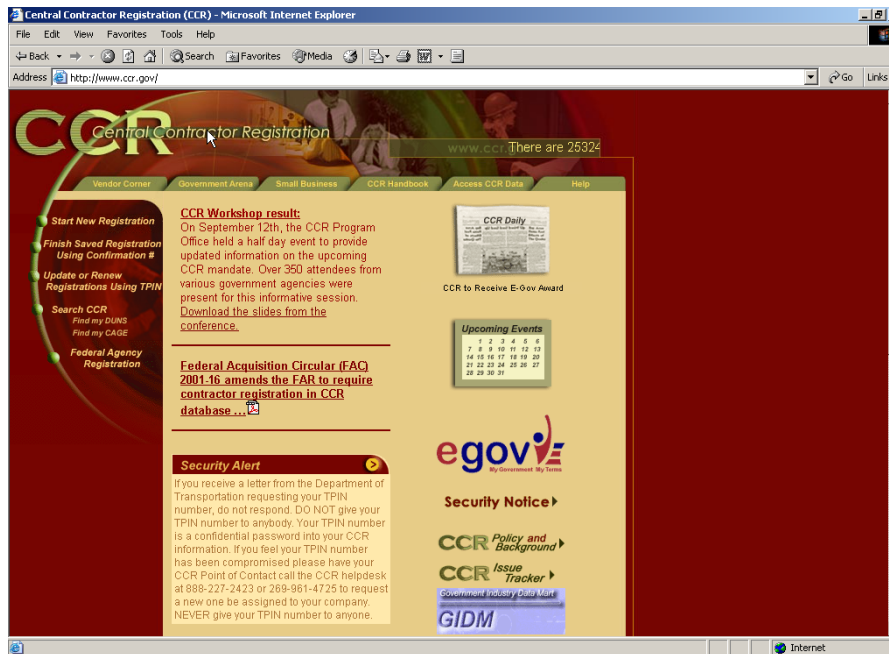 Central Contractor Registration (CCR) - Microsoft Internet Explorer
File Edit View Favorites Tools Help
Back Search Favorites Media
Address http://www.ccr.gov/ Go Links
CCR Central Contractor Registration
www.ccr There are 25324
Vendor Corner Government Arena Small Business CCR Handbook Access CCR Data Help
Start New Registration
Finish Saved Registration
Using Confirmation #
Update or Renew
Registrations Using TPIN
Search CCR
Find my DUNS
Find my CAGE
Federal Agency
Registration
CCR Workshop result:
On September 12th, the CCR Program
Office held a half day event to provide
updated information on the upcoming
CCR mandate. Over 350 attendees from
various government agencies were
present for this informative session.
Download the slides from the
conference.
Federal Acquisition Circular (FAC)
2001-16 amends the FAR to require
contractor registration in CCR
database ...
Security Alert
If you receive a letter from the Department of
Transportation requesting your TPIN
number, do not respond. DO NOT give your
TPIN number to anybody. Your TPIN number
is a confidential password into your CCR
information. If you feel your TPIN number
has been compromised please have your
CCR Point of Contact call the CCR helpdesk
at 888-227-2423 or 269-961-4725 to request
a new one be assigned to your company.
NEVER give your TPIN number to anyone.
CCR Daily
CCR to Receive E-Gov Award
Upcoming Events
1 2 3 4 5 6
7 8 9 10 11 12 13
14 15 16 17 18 19 20
21 22 23 24 25 26 27
28 29 30 31
egov
My Government My Terms
Security Notice
CCR Policy and
Background
CCR Issue
Tracker
Government Industry Data Mart
GIDM
Internet